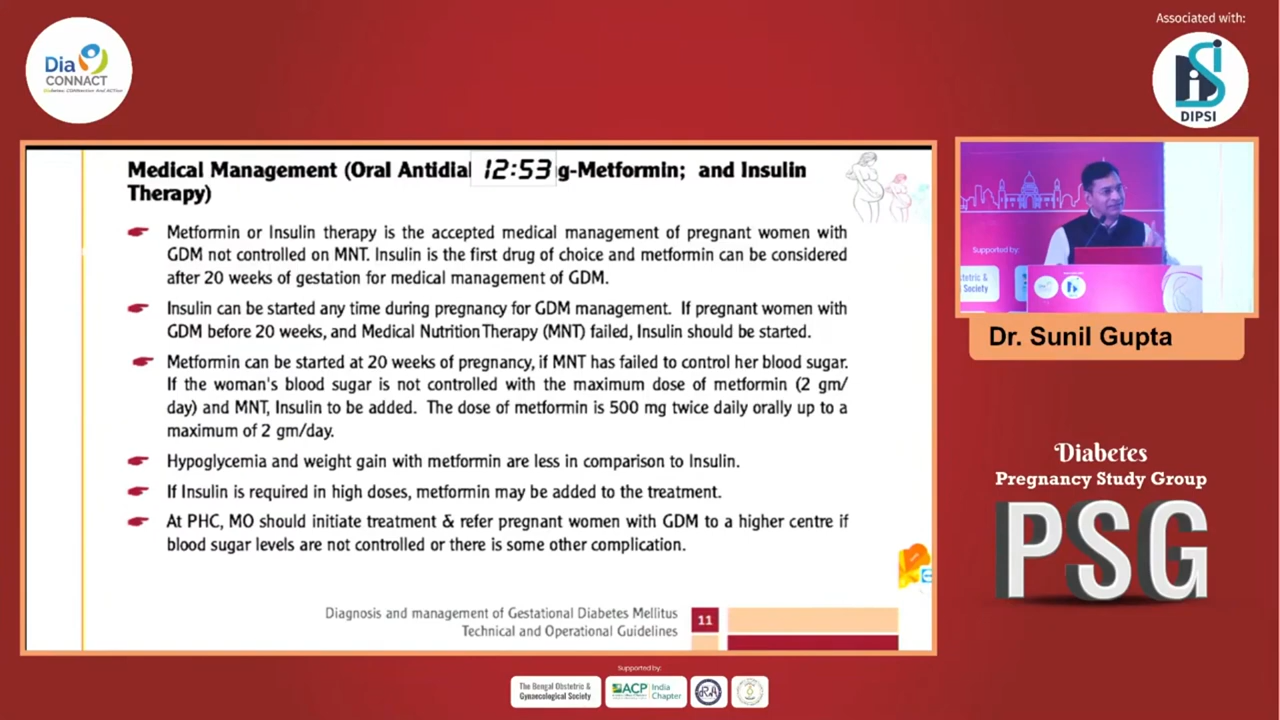 Associated with:
Dia
CONNACT
Diabetes CONNection And ACTion
DiPSi
DIPSI
Medical Management (Oral Antidia 12:53 g-Metformin; and Insulin
Therapy)
Metformin or Insulin therapy is the accepted medical management of pregnant women with
GDM not controlled on MNT. Insulin is the first drug of choice and metformin can be considered
after 20 weeks of gestation for medical management of GDM.
Insulin can be started any time during pregnancy for GDM management. If pregnant women with
GDM before 20 weeks, and Medical Nutrition Therapy (MNT) failed, Insulin should be started.
Metformin can be started at 20 weeks of pregnancy, if MNT has failed to control her blood sugar.
If the woman's blood sugar is not controlled with the maximum dose of metformin (2 gm/
day) and MNT, Insulin to be added. The dose of metformin is 500 mg twice daily orally up to a
maximum of 2 gm/day.
Hypoglycemia and weight gain with metformin are less in comparison to Insulin.
If Insulin is required in high doses, metformin may be added to the treatment.
At PHC, MO should initiate treatment & refer pregnant women with GDM to a higher centre if
blood sugar levels are not controlled or there is some other complication.
Diagnosis and management of Gestational Diabetes Mellitus
Technical and Operational Guidelines
11
Supported by:
stetric &
Society
Dr. Sunil Gupta
Diabetes
Pregnancy Study Group
PSG
Supported by:
The Bengal Obstetric &
Gynaecological Society
ACP India
Chapter